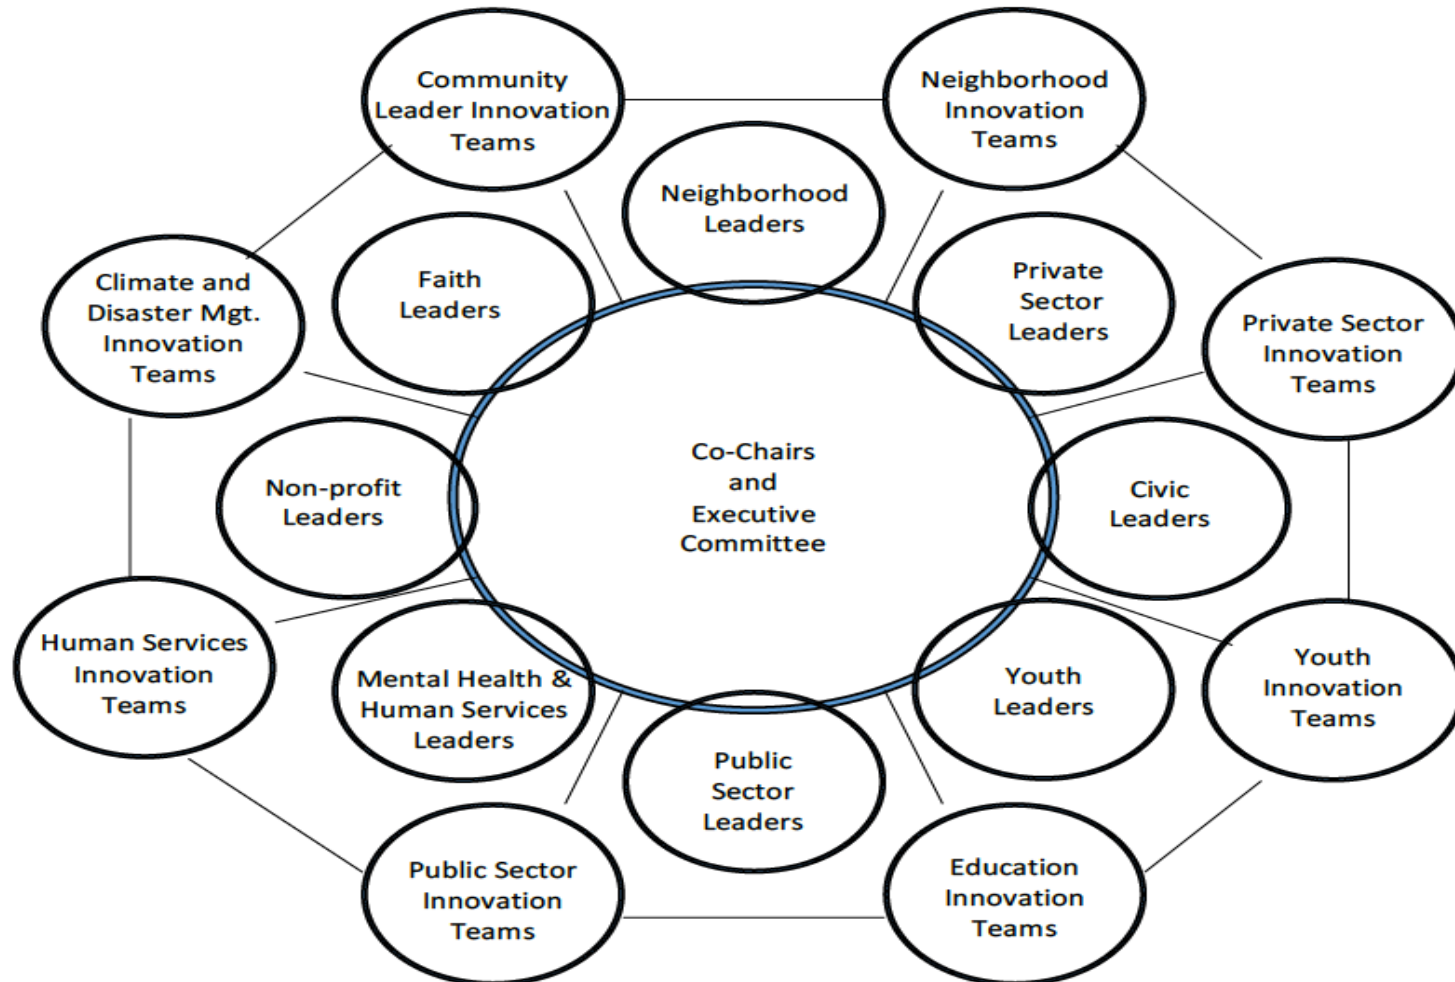 Community
Leader Innovation
Teams
Neighborhood
Innovation
Teams
Neighborhood
Leaders
Faith
Leaders
Private
Sector
Leaders
Climate and
Disaster Mgt.
Innovation
Teams
Private Sector
Innovation
Teams
Co-Chairs
and
Executive
Committee
Non-profit
Leaders
Civic
Leaders
Human Services
Innovation
Teams
Mental Health &
Human Services
Leaders
Youth
Leaders
Youth
Innovation
Teams
Public
Sector
Leaders
Public Sector
Innovation
Teams
Education
Innovation
Teams